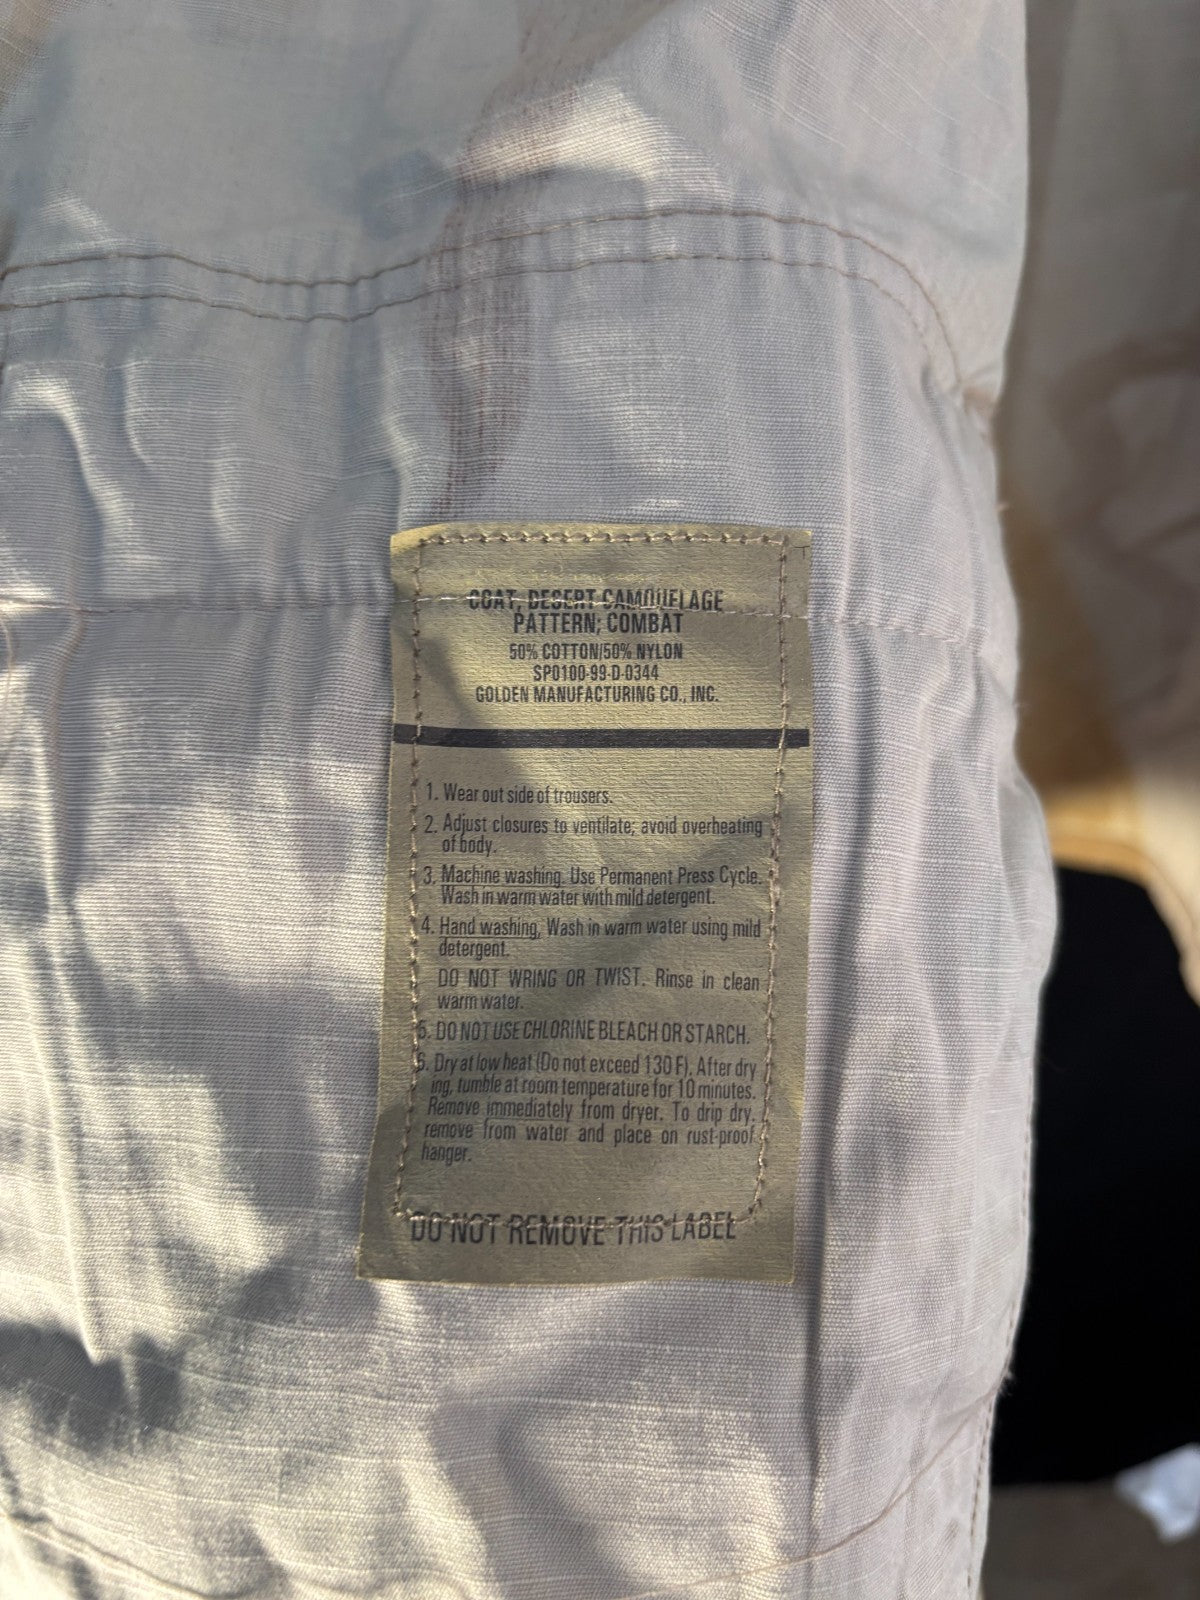 COAT, DESERT CAMOUFLAGE
PATTERN; COMBAT
50% COTTON/50% NYLON
SP0100-99-D-0344
GOLDEN MANUFACTURING CO., INC.
1. Wear out side of trousers.
2. Adjust closures to ventilate; avoid overheating
of body.
3. Machine washing. Use Permanent Press Cycle.
Wash in warm water with mild detergent.
4. Hand washing, Wash in warm water using mild
detergent.
DO NOT WRING OR TWIST. Rinse in clean
warm water.
5. DO NOT USE CHLORINE BLEACH OR STARCH.
6. Dry at low heat (Do not exceed 130 F). After dry
ing, tumble at room temperature for 10 minutes.
Remove immediately from dryer. To drip dry,
remove from water and place on rust-proof
hanger.
DO NOT REMOVE THIS LABEL